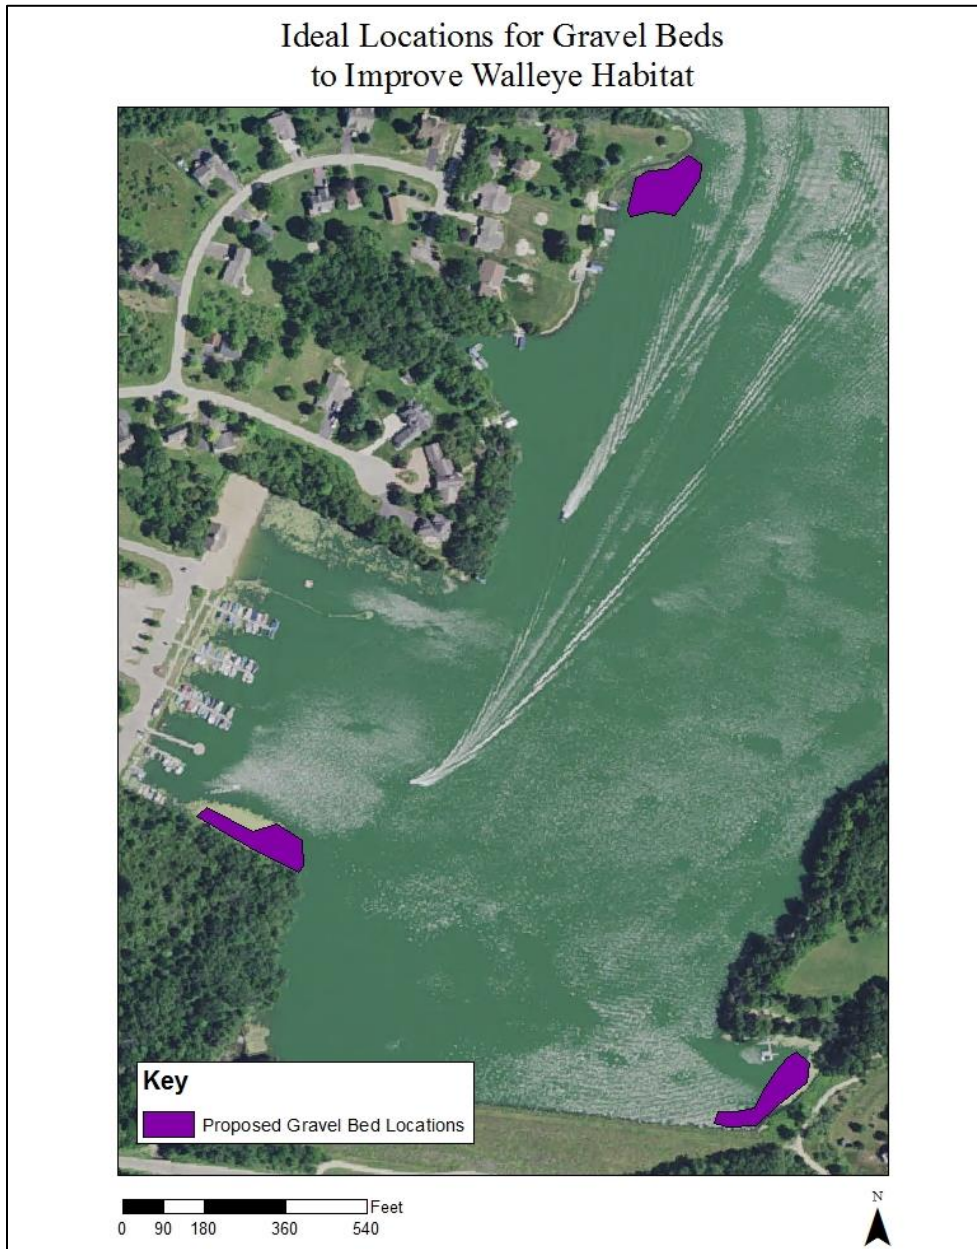 Ideal Locations for Gravel Beds
to Improve Walleye Habitat
Key
Proposed Gravel Bed Locations
Feet
0 90 180 360 540
N